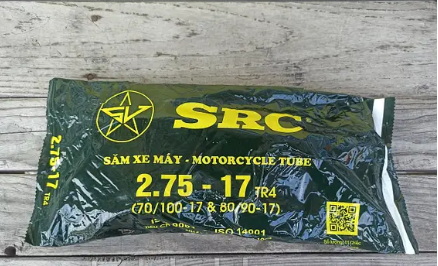 SRC
SĂM XE MÁY - MOTORCYCLE TUBE
2.75 - 17 TR4
(70/100-17 & 80/90-17)
ISO 14001
2.75-17
TR4